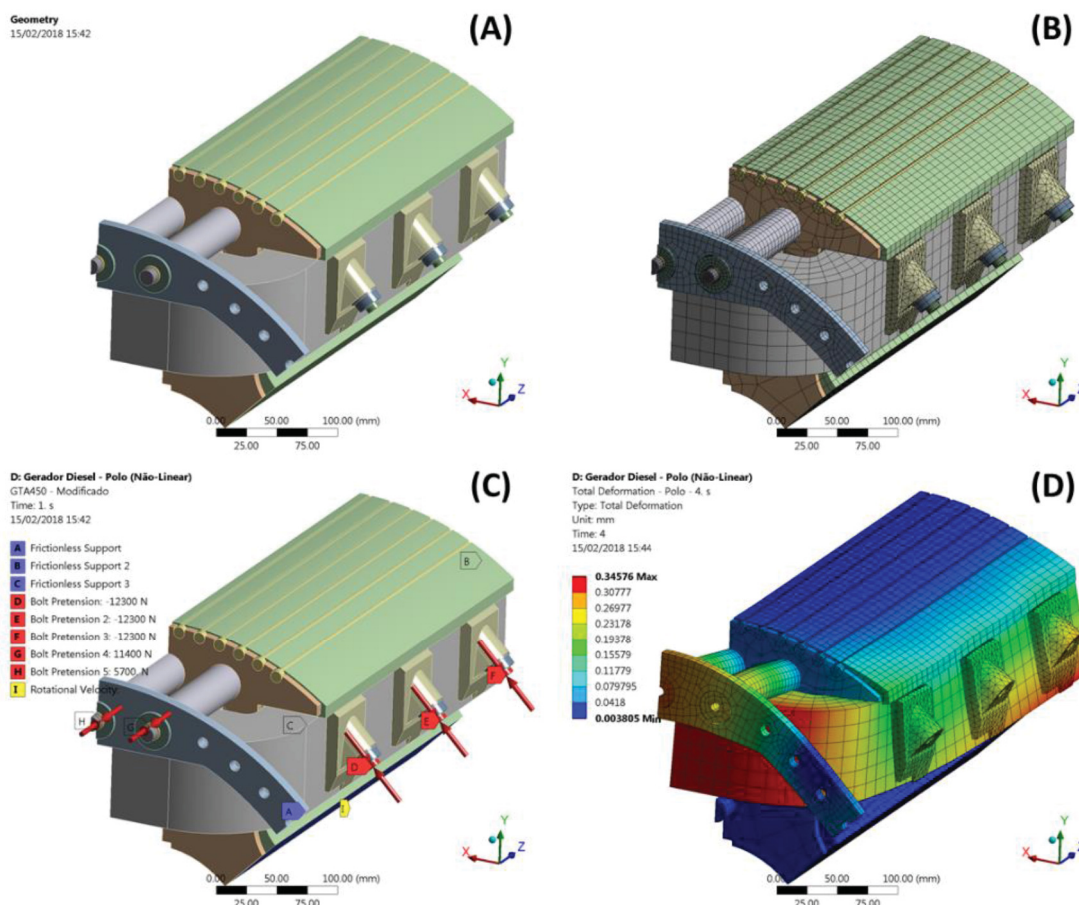 Geometry
15/02/2018 15:42
(A)
Y
X
Z
0.00
50.00
100.00 (mm)
25.00
75.00
(B)
Y
X
Z
0.00
50.00
100.00 (mm)
25.00
75.00
D: Gerador Diesel - Polo (Não-Linear)
GTA450 - Modificado
Time: 1. s
15/02/2018 15:42
(C)
A Frictionless Support
B Frictionless Support 2
C Frictionless Support 3
D Bolt Pretension: -12300 N
E Bolt Pretension 2: -12300 N
F Bolt Pretension 3: -12300 N
G Bolt Pretension 4: 11400 N
H Bolt Pretension 5: 5700, N
I Rotational Velocity:
B
F
H
G
C
E
D
A
I
Y
X
Z
0.00
50.00
100.00 (mm)
25.00
75.00
D: Gerador Diesel - Polo (Não-Linear)
Total Deformation - Polo - 4. s
Type: Total Deformation
Unit: mm
Time: 4
15/02/2018 15:44
(D)
0.34576 Max
0.30777
0.26977
0.23178
0.19378
0.15579
0.11779
0.079795
0.0418
0.003805 Min
Y
X
Z
0.00
50.00
100.00 (mm)
25.00
75.00